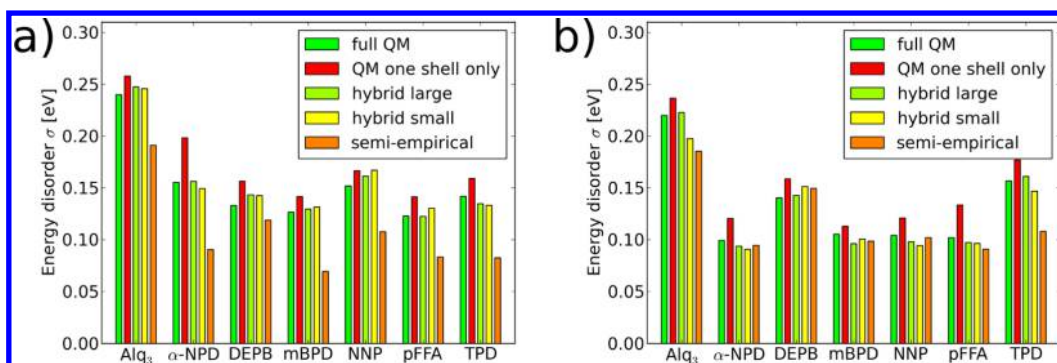 a)
Energy disorder σ [eV]
0.30
0.25
0.20
0.15
0.10
0.05
0.00
full QM
QM one shell only
hybrid large
hybrid small
semi-empirical
Alq₃ α-NPD DEPB mBPD NNP pFFA TPD
b)
Energy disorder σ [eV]
0.30
0.25
0.20
0.15
0.10
0.05
0.00
full QM
QM one shell only
hybrid large
hybrid small
semi-empirical
Alq₃ α-NPD DEPB mBPD NNP pFFA TPD